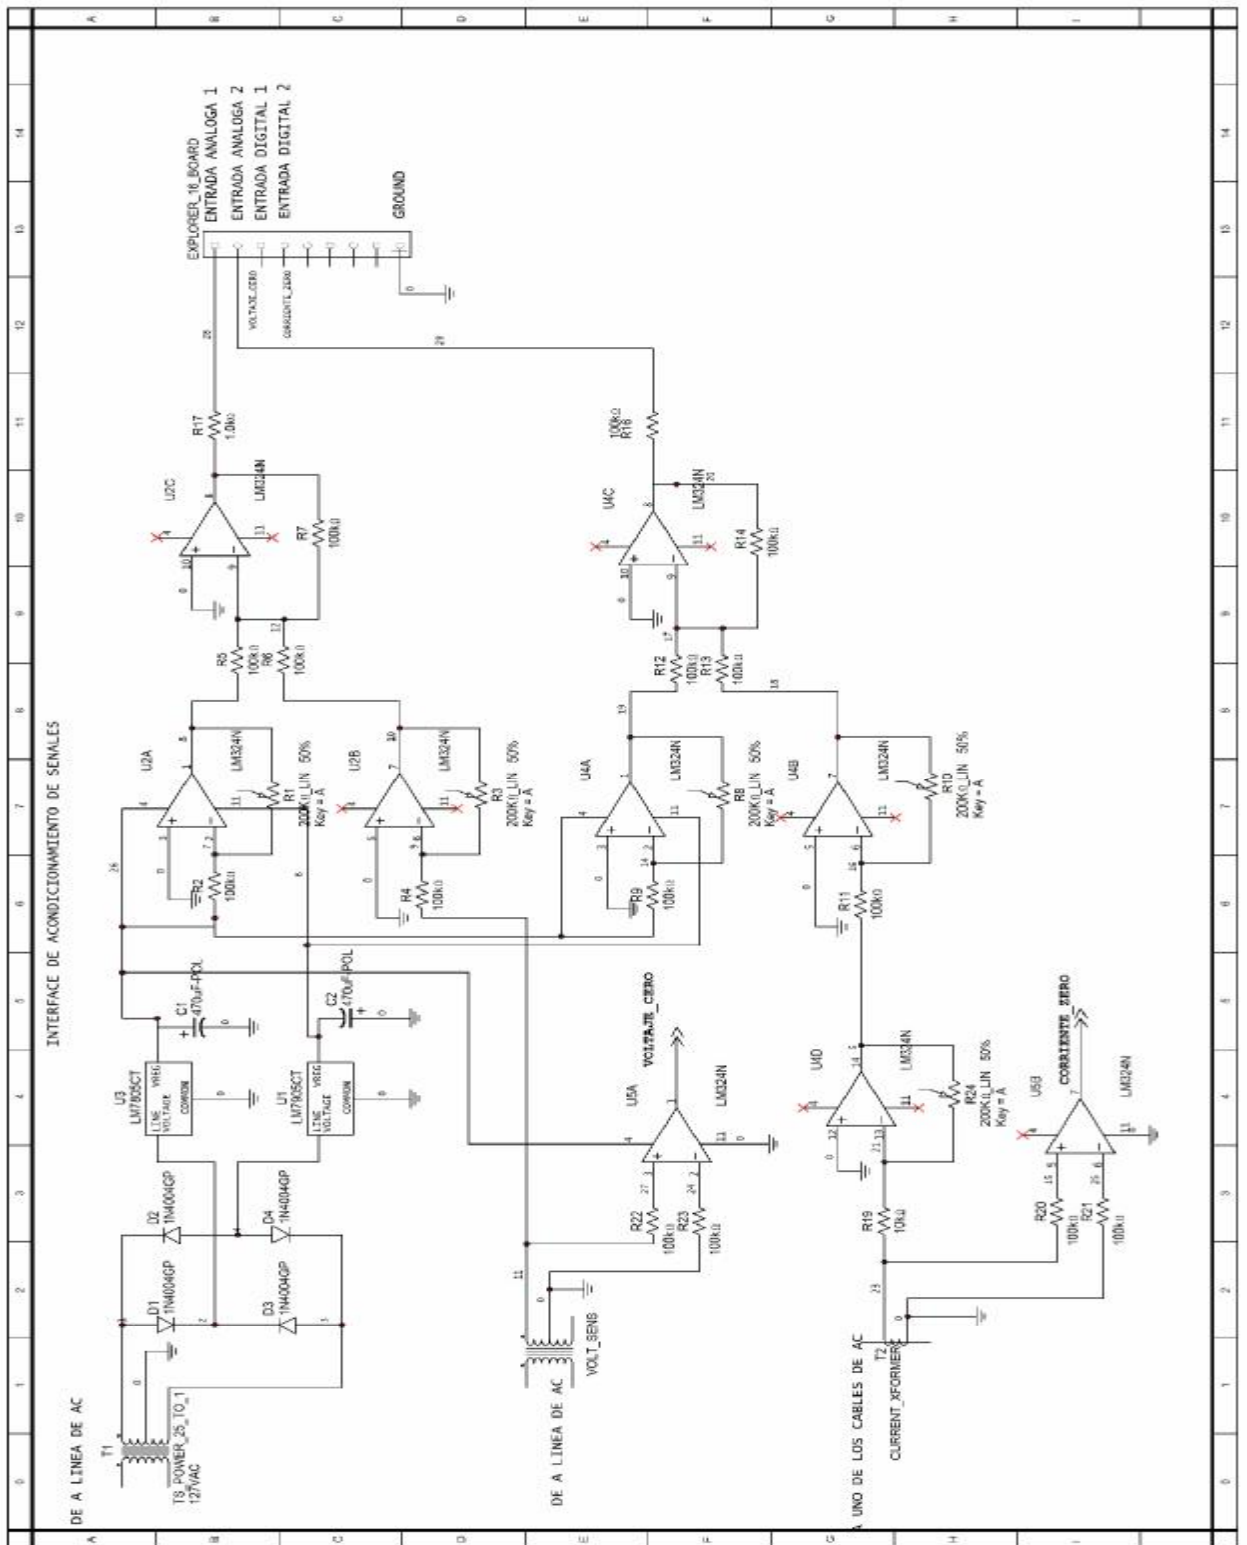 INTERFACE DE ACONDICIONAMIENTO DE SENALES
DE A LINEA DE AC
T1
TS_POWER_25_TO_1
127VAC
D1
1N4004GP
D2
1N4004GP
D3
1N4004GP
D4
1N4004GP
U3
LM7805CT
LINE VREG
VOLTAGE
COMMON
U1
LM7905CT
LINE VREG
VOLTAGE
COMMON
C1
470uF-POL
C2
470uF-POL
U2A
LM324N
R2
100kΩ
R1
200KΩ_LIN 50%
Key = A
U2B
LM324N
R4
100kΩ
R3
200KΩ_LIN 50%
Key = A
R5
100kΩ
R6
100kΩ
U2C
LM324N
R7
100kΩ
R17
1.0kΩ
EXPLORER_16_BOARD
ENTRADA ANALOGA 1
ENTRADA ANALOGA 2
ENTRADA DIGITAL 1
ENTRADA DIGITAL 2
GROUND
VOLTAJE_CERO
CORRIENTE_ZERO
DE A LINEA DE AC
VOLT_SENS
R22
100kΩ
R23
100kΩ
U5A
LM324N
VOLTAJE_CERO
U4A
LM324N
R9
100kΩ
R8
200KΩ_LIN 50%
Key = A
U4B
LM324N
R11
100kΩ
R10
200KΩ_LIN 50%
Key = A
R12
100kΩ
R13
100kΩ
U4C
LM324N
R14
100kΩ
100kΩ
R16
A UNO DE LOS CABLES DE AC
T2
CURRENT_XFORMER
R19
10kΩ
U4D
LM324N
R24
200KΩ_LIN 50%
Key = A
R20
100kΩ
R21
100kΩ
U5B
LM324N
CORRIENTE_ZERO